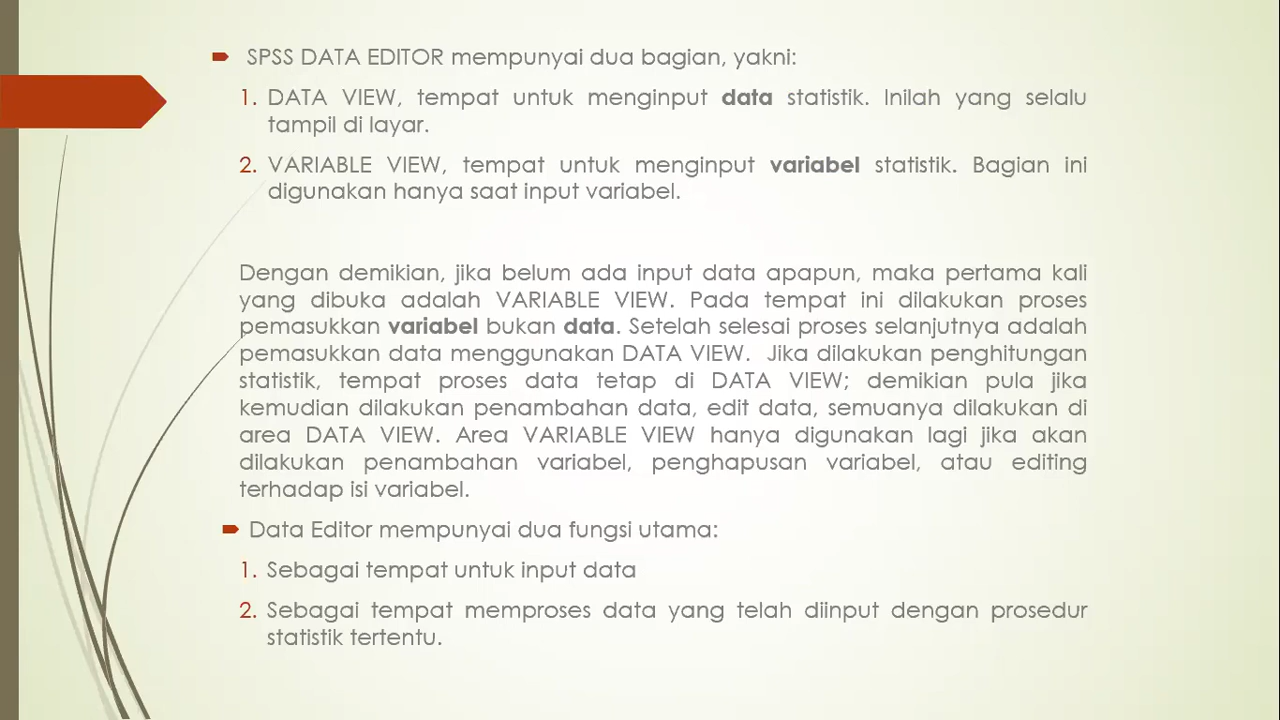 SPSS DATA EDITOR mempunyai dua bagian, yakni:
1. DATA VIEW, tempat untuk menginput data statistik. Inilah yang selalu
tampil di layar.
2. VARIABLE VIEW, tempat untuk menginput variabel statistik. Bagian ini
digunakan hanya saat input variabel.
Dengan demikian, jika belum ada input data apapun, maka pertama kali
yang dibuka adalah VARIABLE VIEW. Pada tempat ini dilakukan proses
pemasukkan variabel bukan data. Setelah selesai proses selanjutnya adalah
pemasukkan data menggunakan DATA VIEW. Jika dilakukan penghitungan
statistik, tempat proses data tetap di DATA VIEW; demikian pula jika
kemudian dilakukan penambahan data, edit data, semuanya dilakukan di
area DATA VIEW. Area VARIABLE VIEW hanya digunakan lagi jika akan
dilakukan penambahan variabel, penghapusan variabel, atau editing
terhadap isi variabel.
Data Editor mempunyai dua fungsi utama:
1. Sebagai tempat untuk input data
2. Sebagai tempat memproses data yang telah diinput dengan prosedur
statistik tertentu.